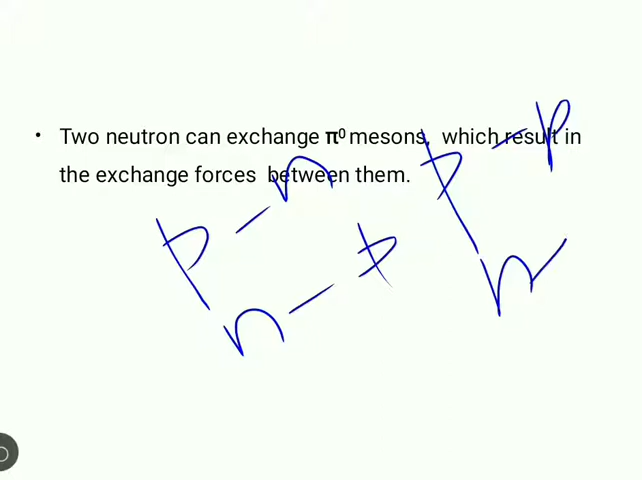 • Two neutron can exchange π⁰ mesons, which result in
the exchange forces between them.
p - n
n - p
p - p
n -